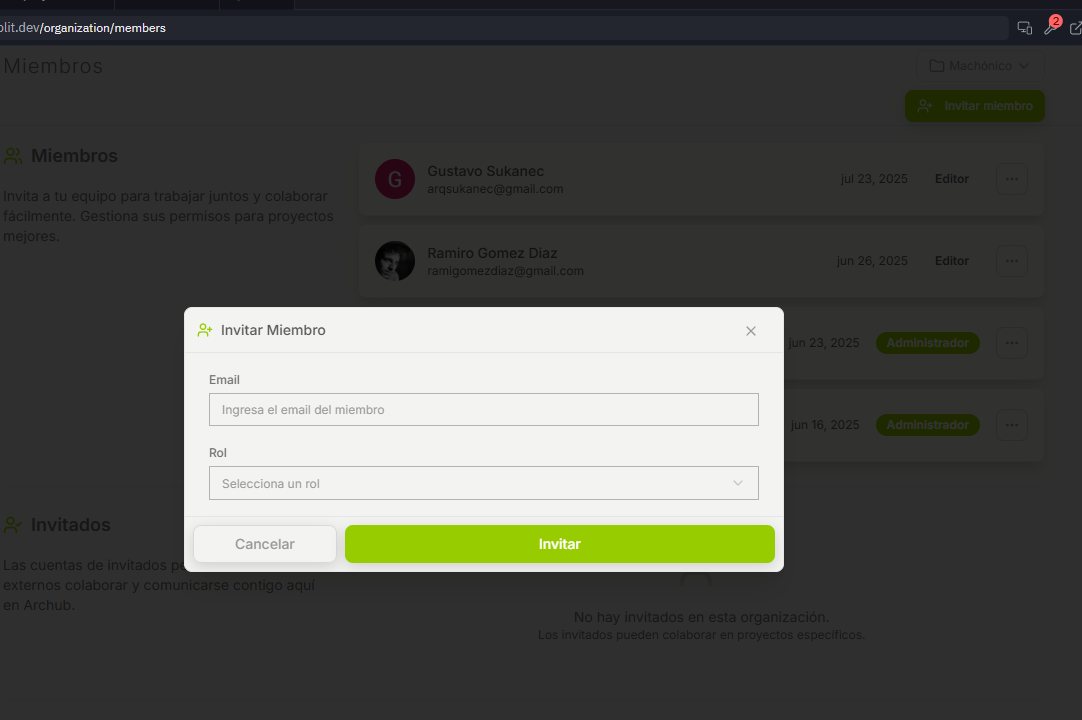 plit.dev/organization/members
2
Miembros
Machónico
Invitar miembro
Miembros
Invita a tu equipo para trabajar juntos y colaborar
fácilmente. Gestiona sus permisos para proyectos
mejores.
G
Gustavo Sukanec
arqsukanec@gmail.com
jul 23, 2025
Editor
Ramiro Gomez Diaz
ramigomezdiaz@gmail.com
jun 26, 2025
Editor
jun 23, 2025
Administrador
jun 16, 2025
Administrador
Invitar Miembro
Email
Ingresa el email del miembro
Rol
Selecciona un rol
Cancelar
Invitar
Invitados
Las cuentas de invitados
externos colaborar y comunicarse contigo aquí
en Archub.
No hay invitados en esta organización.
Los invitados pueden colaborar en proyectos específicos.